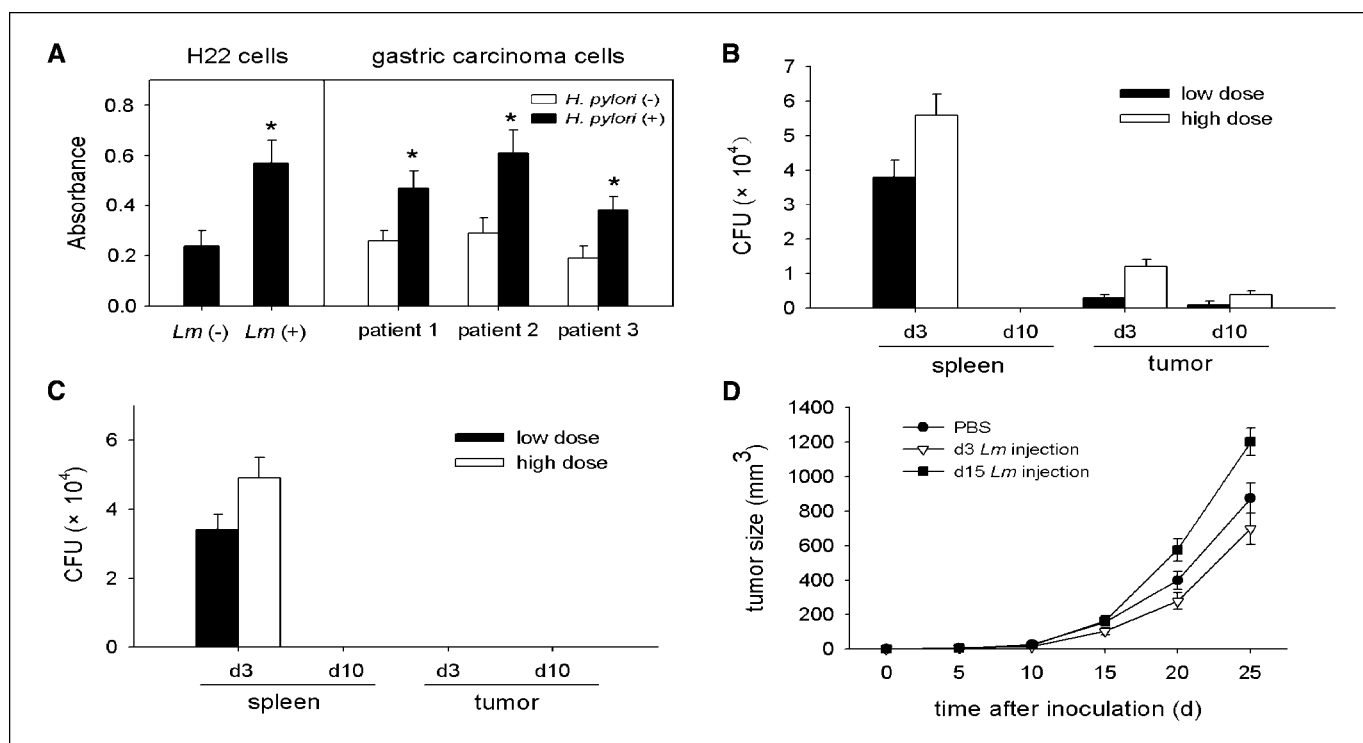 A
H22 cells
gastric carcinoma cells
H. pylori (-)
H. pylori (+)
Absorbance
0.8
0.6
0.4
0.2
0.0
*
*
*
*
Lm (-)
Lm (+)
patient 1
patient 2
patient 3
B
low dose
high dose
CFU (× 10⁴)
7
6
5
4
3
2
1
0
d3
d10
d3
d10
spleen
tumor
C
low dose
high dose
CFU (× 10⁴)
6
4
2
0
d3
d10
d3
d10
spleen
tumor
D
PBS
d3 Lm injection
d15 Lm injection
tumor size (mm³)
1400
1200
1000
800
600
400
200
0
0 5 10 15 20 25
time after inoculation (d)